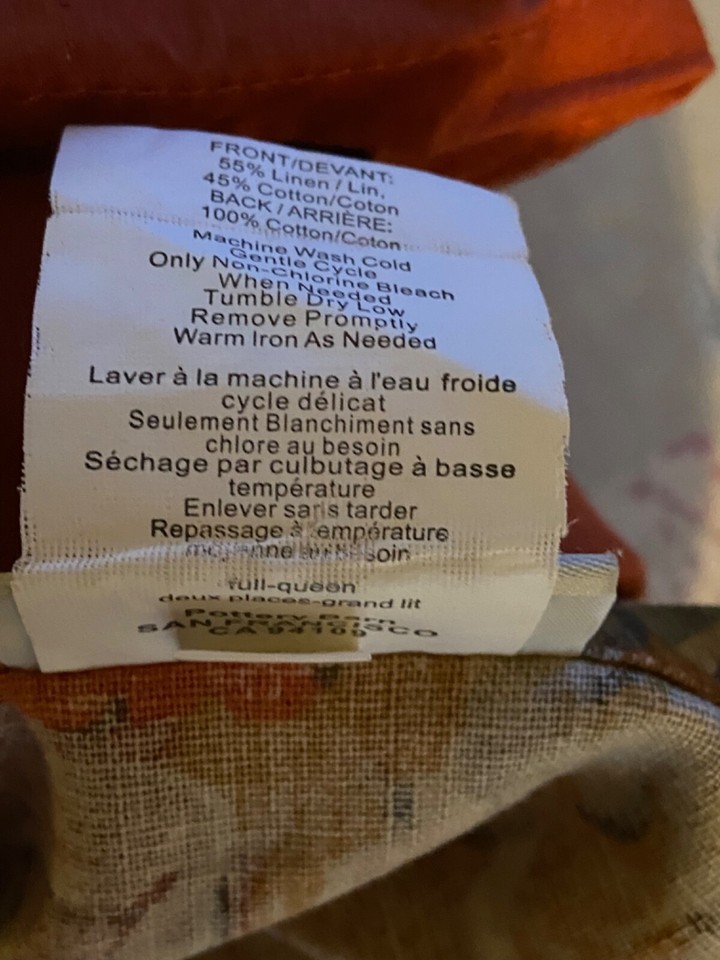 FRONT/DEVANT:
55% Linen / Lin,
45% Cotton/Coton
BACK / ARRIÈRE:
100% Cotton/Coton
Machine Wash Cold
Gentle Cycle
Only Non-Chlorine Bleach
When Needed
Tumble Dry Low
Remove Promptly
Warm Iron As Needed
Laver à la machine à l'eau froide
cycle délicat
Seulement Blanchiment sans
chlore au besoin
Séchage par culbutage à basse
température
Enlever sans tarder
Repassage à température
full-queen
deux places-grand lit
Pottery Barn
SAN FRANCISCO
CA 94109